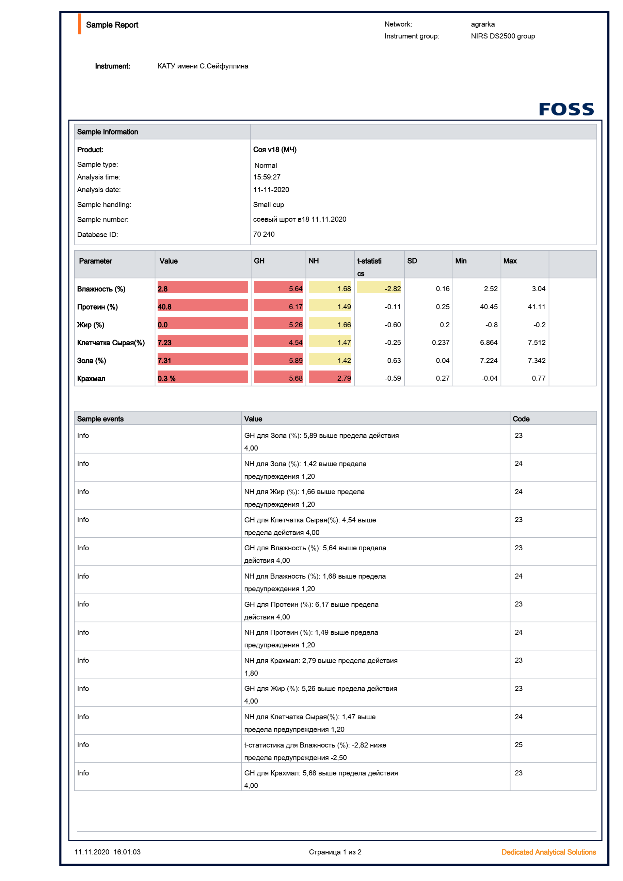 Sample Report
Network: agrarka
Instrument group: NIRS DS2500 group
Instrument: КАТУ имени С.Сейфуллина
FOSS
Sample Information
Product: Соя v18 (МЧ)
Sample type: Normal
Analysis time: 15:59:27
Analysis date: 11-11-2020
Sample handling: Small cup
Sample number: соевый шрот в18 11.11.2020
Database ID: 70 240
Parameter Value GH NH t-statisti SD Min Max
cs
Влажность (%) 2.8 5.64 1.68 -2.82 0.16 2.52 3.04
Протеин (%) 40.8 6.17 1.49 -0.11 0.25 40.45 41.11
Жир (%) 0.0 5.26 1.66 -0.60 0.2 -0.8 -0.2
Клетчатка Сырая(%) 7.23 4.54 1.47 -0.25 0.237 6.864 7.512
Зола (%) 7.31 5.89 1.42 0.63 0.04 7.224 7.342
Крахмал 0.3 % 5.68 2.79 -0.59 0.27 -0.04 0.77
Sample events Value Code
Info GH для Зола (%): 5,89 выше предела действия 23
4,00
Info NH для Зола (%): 1,42 выше предела 24
предупреждения 1,20
Info NH для Жир (%): 1,66 выше предела 24
предупреждения 1,20
Info GH для Клетчатка Сырая(%): 4,54 выше 23
предела действия 4,00
Info GH для Влажность (%): 5,64 выше предела 23
действия 4,00
Info NH для Влажность (%): 1,68 выше предела 24
предупреждения 1,20
Info GH для Протеин (%): 6,17 выше предела 23
действия 4,00
Info NH для Протеин (%): 1,49 выше предела 24
предупреждения 1,20
Info NH для Крахмал: 2,79 выше предела действия 23
1,80
Info GH для Жир (%): 5,26 выше предела действия 23
4,00
Info NH для Клетчатка Сырая(%): 1,47 выше 24
предела предупреждения 1,20
Info t-статистика для Влажность (%): -2,82 ниже 25
предела предупреждения -2,50
Info GH для Крахмал: 5,68 выше предела действия 23
4,00
11.11.2020 16.01.03 Страница 1 из 2 Dedicated Analytical Solutions